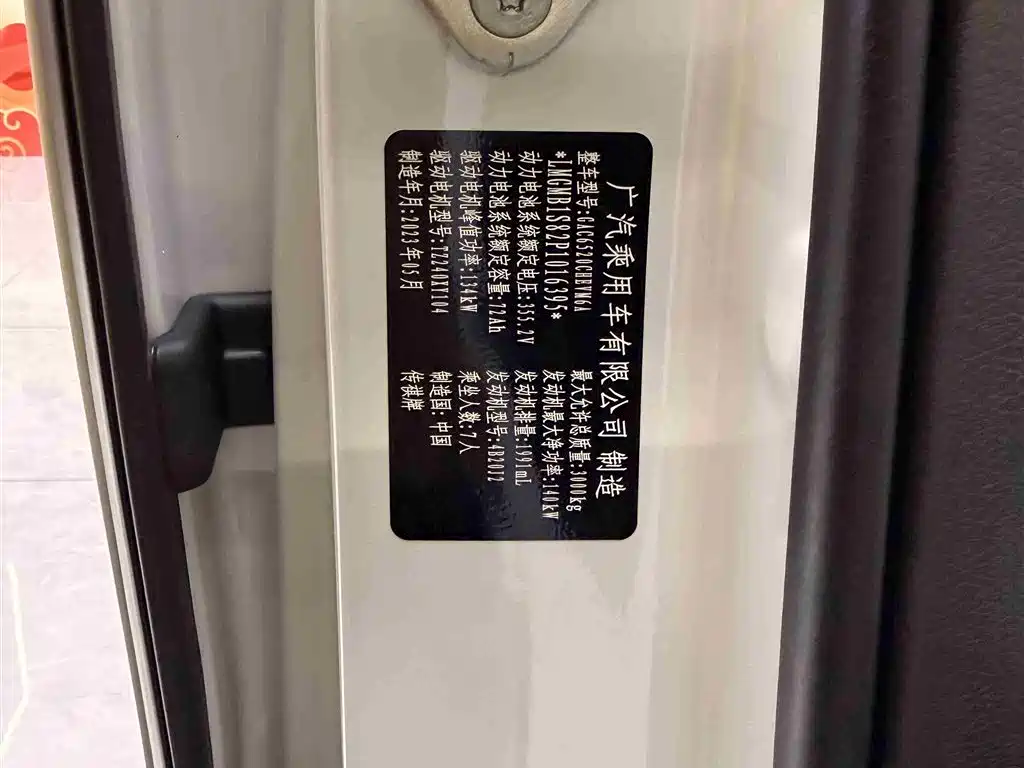 广汽乘用车有限公司 制造
整车型号:GAC6520CHEVM6A
最大允许总质量:3000kg
*LMGMB1S82P1016395*
发动机最大净功率:140kW
动力电池系统额定电压:355.2V
发动机排量:1991mL
动力电池系统额定容量:72Ah
发动机型号:4B20J2
驱动电机峰值功率:134kW
乘坐人数:7人
驱动电机型号:TZ240XY104
制造国:中国
制造年月:2023年05月
传祺牌